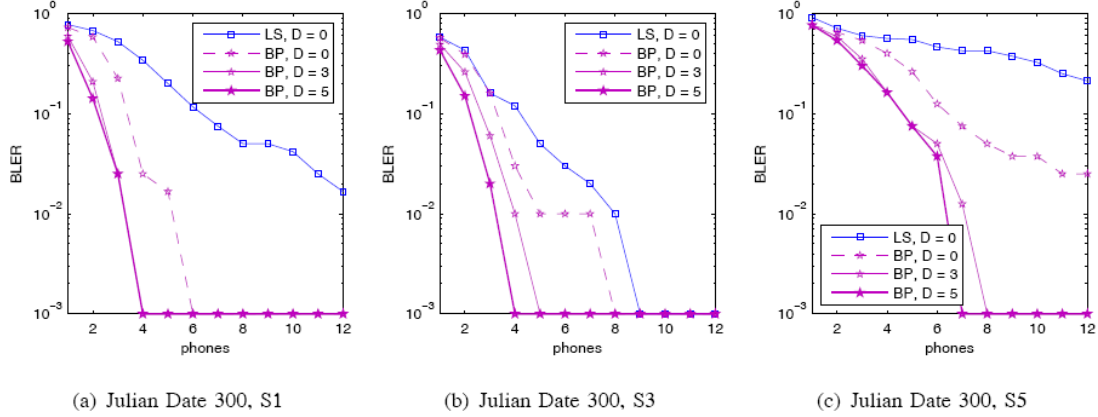 10^0
10^-1
10^-2
10^-3
BLER
2 4 6 8 10 12
phones
LS, D = 0
BP, D = 0
BP, D = 3
BP, D = 5
(a) Julian Date 300, S1
10^0
10^-1
10^-2
10^-3
BLER
2 4 6 8 10 12
phones
LS, D = 0
BP, D = 0
BP, D = 3
BP, D = 5
(b) Julian Date 300, S3
10^0
10^-1
10^-2
10^-3
BLER
2 4 6 8 10 12
phones
LS, D = 0
BP, D = 0
BP, D = 3
BP, D = 5
(c) Julian Date 300, S5